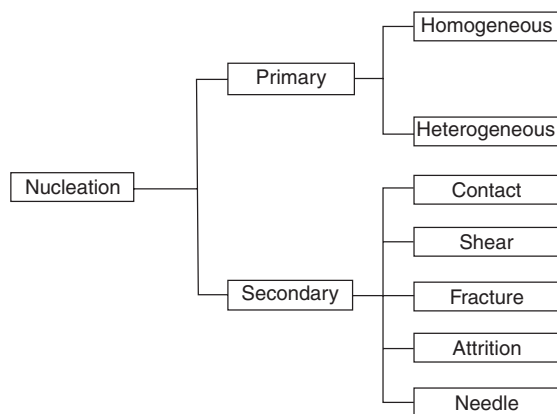 Nucleation
Primary
Homogeneous
Heterogeneous
Secondary
Contact
Shear
Fracture
Attrition
Needle